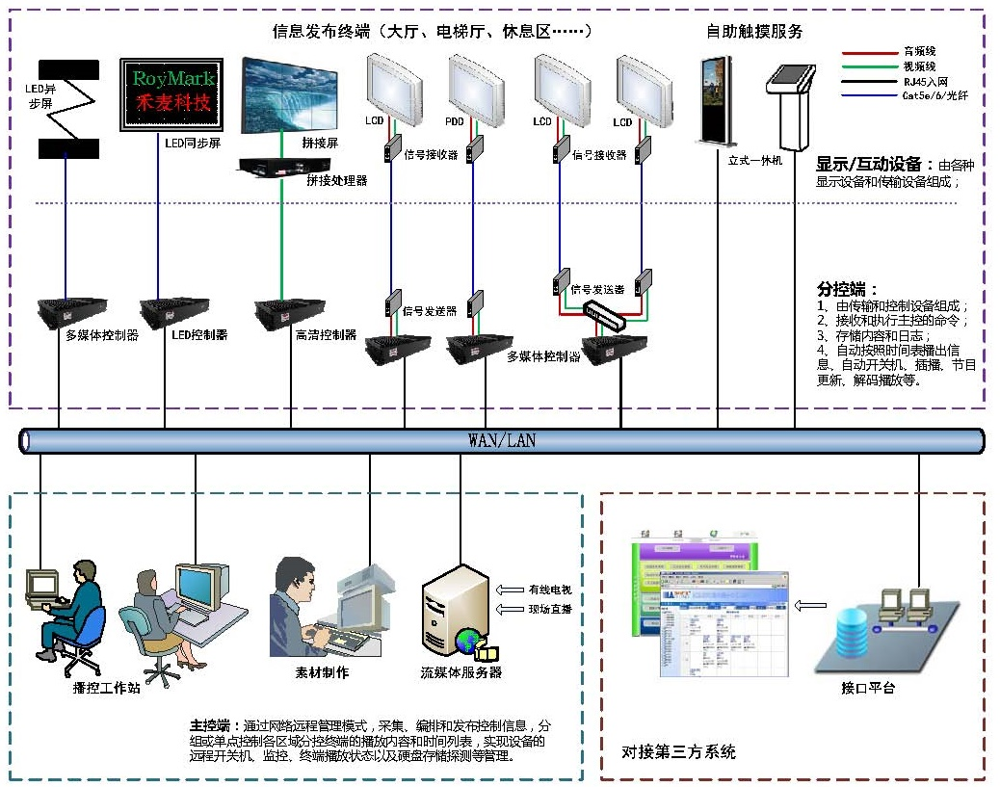 信息发布终端（大厅、电梯厅、休息区……）
自助触摸服务
音频线
视频线
RJ45入网
Cat5e/6/光纤
LED异
步屏
RoyMark
禾麦科技
LED同步屏
拼接屏
拼接处理器
LCD
PDD
LCD
LCD
信号接收器
信号接收器
立式一休机
显示/互动设备：由各种
显示设备和传输设备组成；
信号发送器
信号发送器
多媒体控制器
LED控制器
高清控制器
多媒体控制器
分控端：
1、由传输和控制设备组成；
2、接收和执行主控的命令；
3、存储内容和日志；
4、自动按照时间表播出信
息、自动开关机、插播、节目
更新、解码播放等。
WAN/LAN
有线电视
现场直播
播控工作站
素材制作
流媒体服务器
接口平台
主控端：通过网络远程管理模式，采集、编排和发布控制信息，分
组或单点控制各区域分控终端的播放内容和时间列表，实现设备的
远程开关机、监控、终端播放状态以及硬盘存储探测等管理。
对接第三方系统